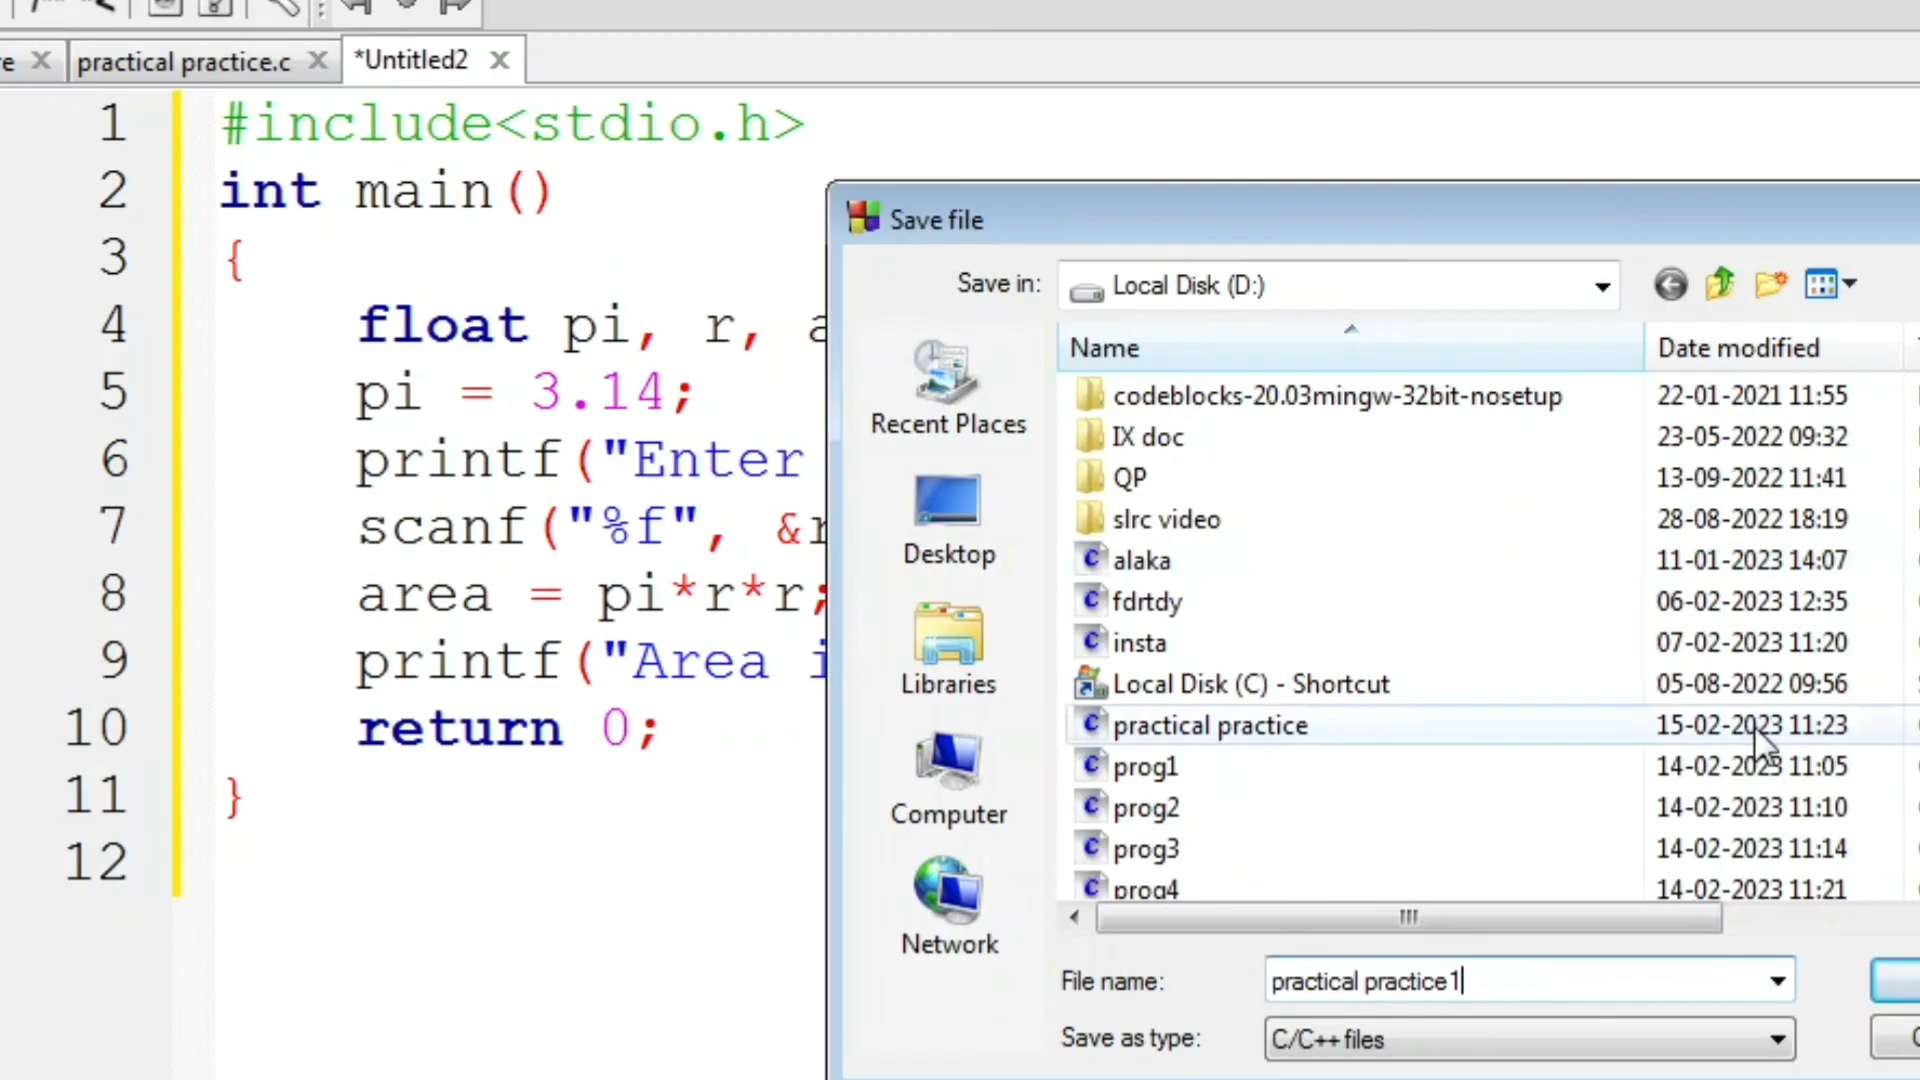 practical practice.c
*Untitled2
1 #include<stdio.h>
2 int main()
3 {
4 float pi, r,
5 pi = 3.14;
6 printf("Enter
7 scanf("%f", &r
8 area = pi*r*r;
9 printf("Area i
10 return 0;
11 }
12
Save file
Save in: Local Disk (D:)
Name Date modified
codeblocks-20.03mingw-32bit-nosetup 22-01-2021 11:55
IX doc 23-05-2022 09:32
QP 13-09-2022 11:41
slrc video 28-08-2022 18:19
alaka 11-01-2023 14:07
fdrtdy 06-02-2023 12:35
insta 07-02-2023 11:20
Local Disk (C) - Shortcut 05-08-2022 09:56
practical practice 15-02-2023 11:23
prog1 14-02-2023 11:05
prog2 14-02-2023 11:10
prog3 14-02-2023 11:14
prog4 14-02-2023 11:21
Recent Places
Desktop
Libraries
Computer
Network
File name: practical practice1
Save as type: C/C++ files